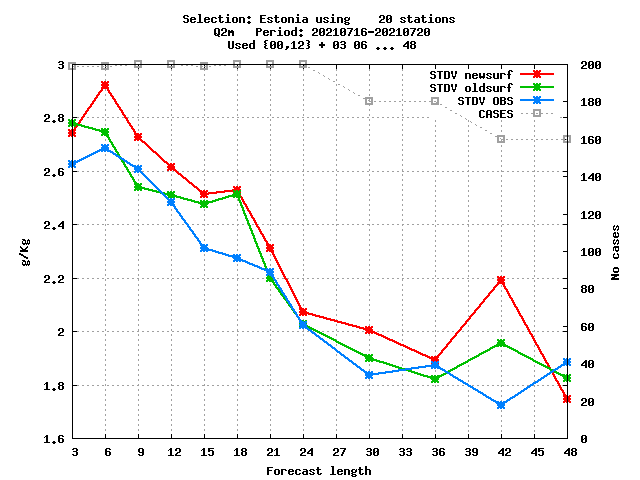 Selection: Estonia using    20 stations
Q2m   Period: 20210716-20210720
Used {00,12} + 03 06 ... 48
STDV newsurf
STDV oldsurf
STDV OBS
CASES
g/Kg
3
2.8
2.6
2.4
2.2
2
1.8
1.6
200
180
160
140
120
100
80
60
40
20
0
No cases
3 6 9 12 15 18 21 24 27 30 33 36 39 42 45 48
Forecast length